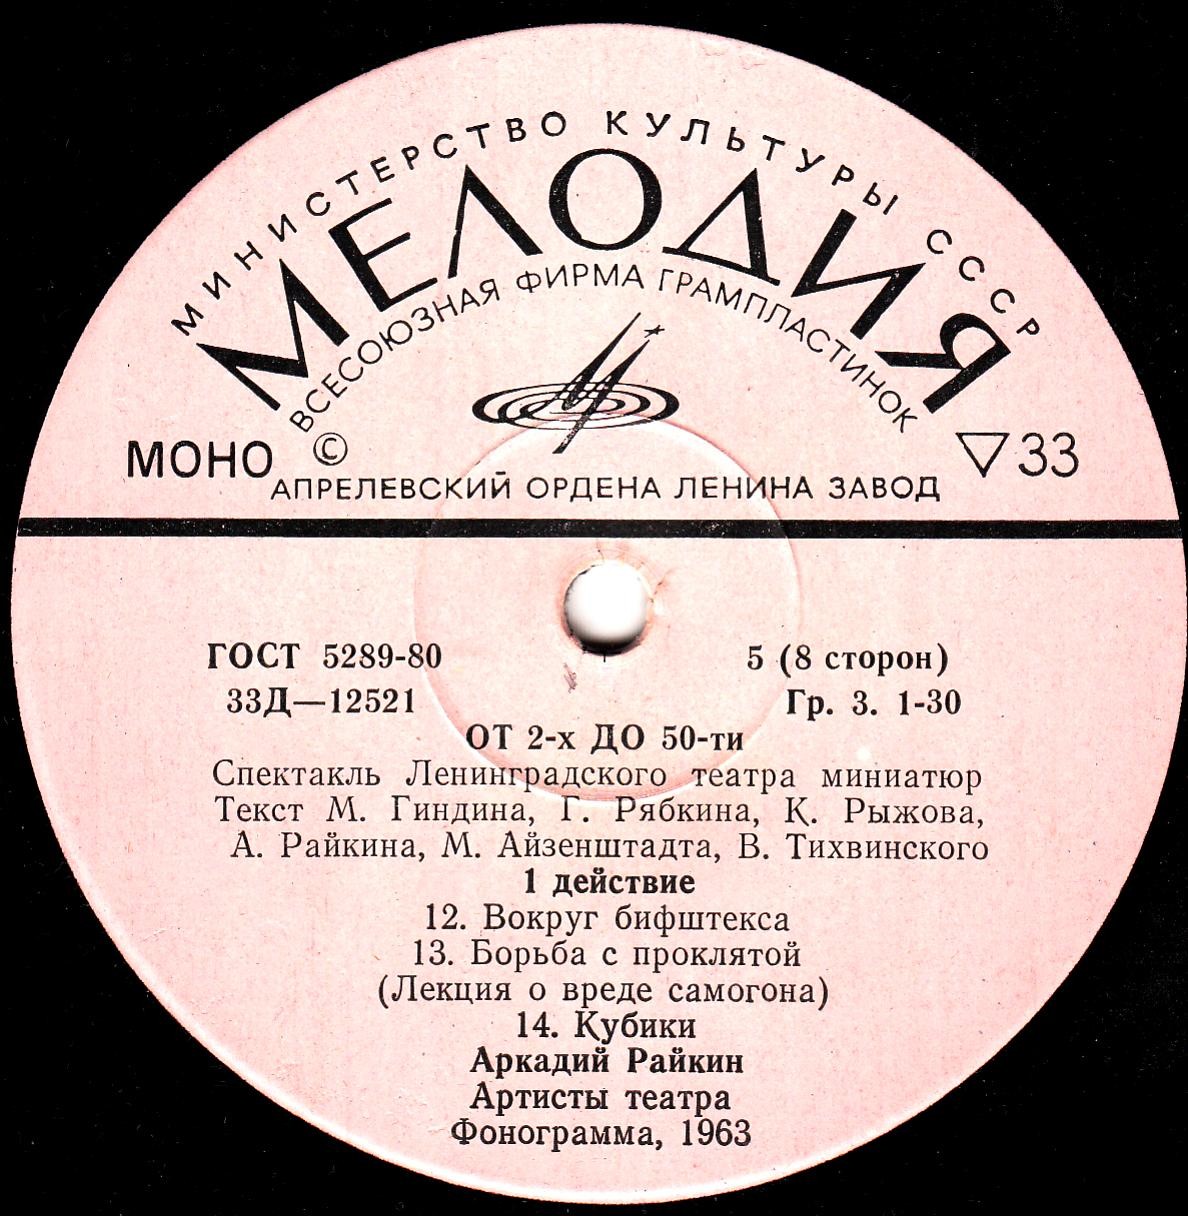 МИНИСТЕРСТВО КУЛЬТУРЫ СССР
МЕЛОДИЯ
ВСЕСОЮЗНАЯ ФИРМА ГРАМПЛАСТИНОК
МОНО © ▽33
АПРЕЛЕВСКИЙ ОРДЕНА ЛЕНИНА ЗАВОД
ГОСТ 5289-80 5 (8 сторон)
33Д—12521 Гр. 3. 1-30
ОТ 2-х ДО 50-ти
Спектакль Ленинградского театра миниатюр
Текст М. Гиндина, Г. Рябкина, К. Рыжова,
А. Райкина, М. Айзенштадта, В. Тихвинского
1 действие
12. Вокруг бифштекса
13. Борьба с проклятой
(Лекция о вреде самогона)
14. Кубики
Аркадий Райкин
Артисты театра
Фонограмма, 1963